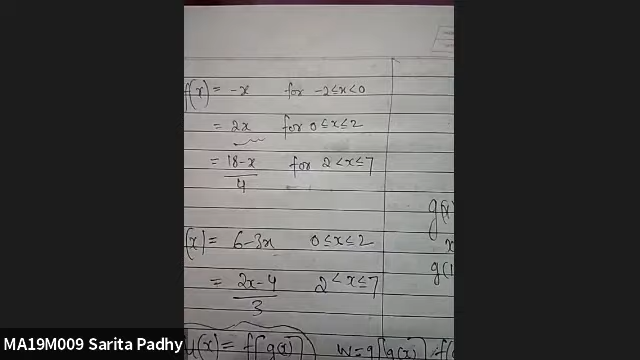 f(x) = -x for -2≤x<0
= 2x for 0≤x≤2
= 18-x / 4 for 2<x≤7
g(x)
x
(x) = 6-3x 0≤x≤2
g(1
= 2x-4 / 3 2<x≤7
u(x) = f[g(x)] w = g[g(x)]
MA19M009 Sarita Padhy